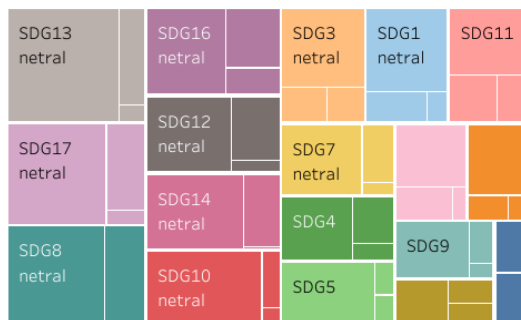 SDG13
netral
SDG16
netral
SDG3
netral
SDG1
netral
SDG11
SDG17
netral
SDG12
netral
SDG7
netral
SDG14
netral
SDG4
SDG8
netral
SDG9
SDG10
netral
SDG5